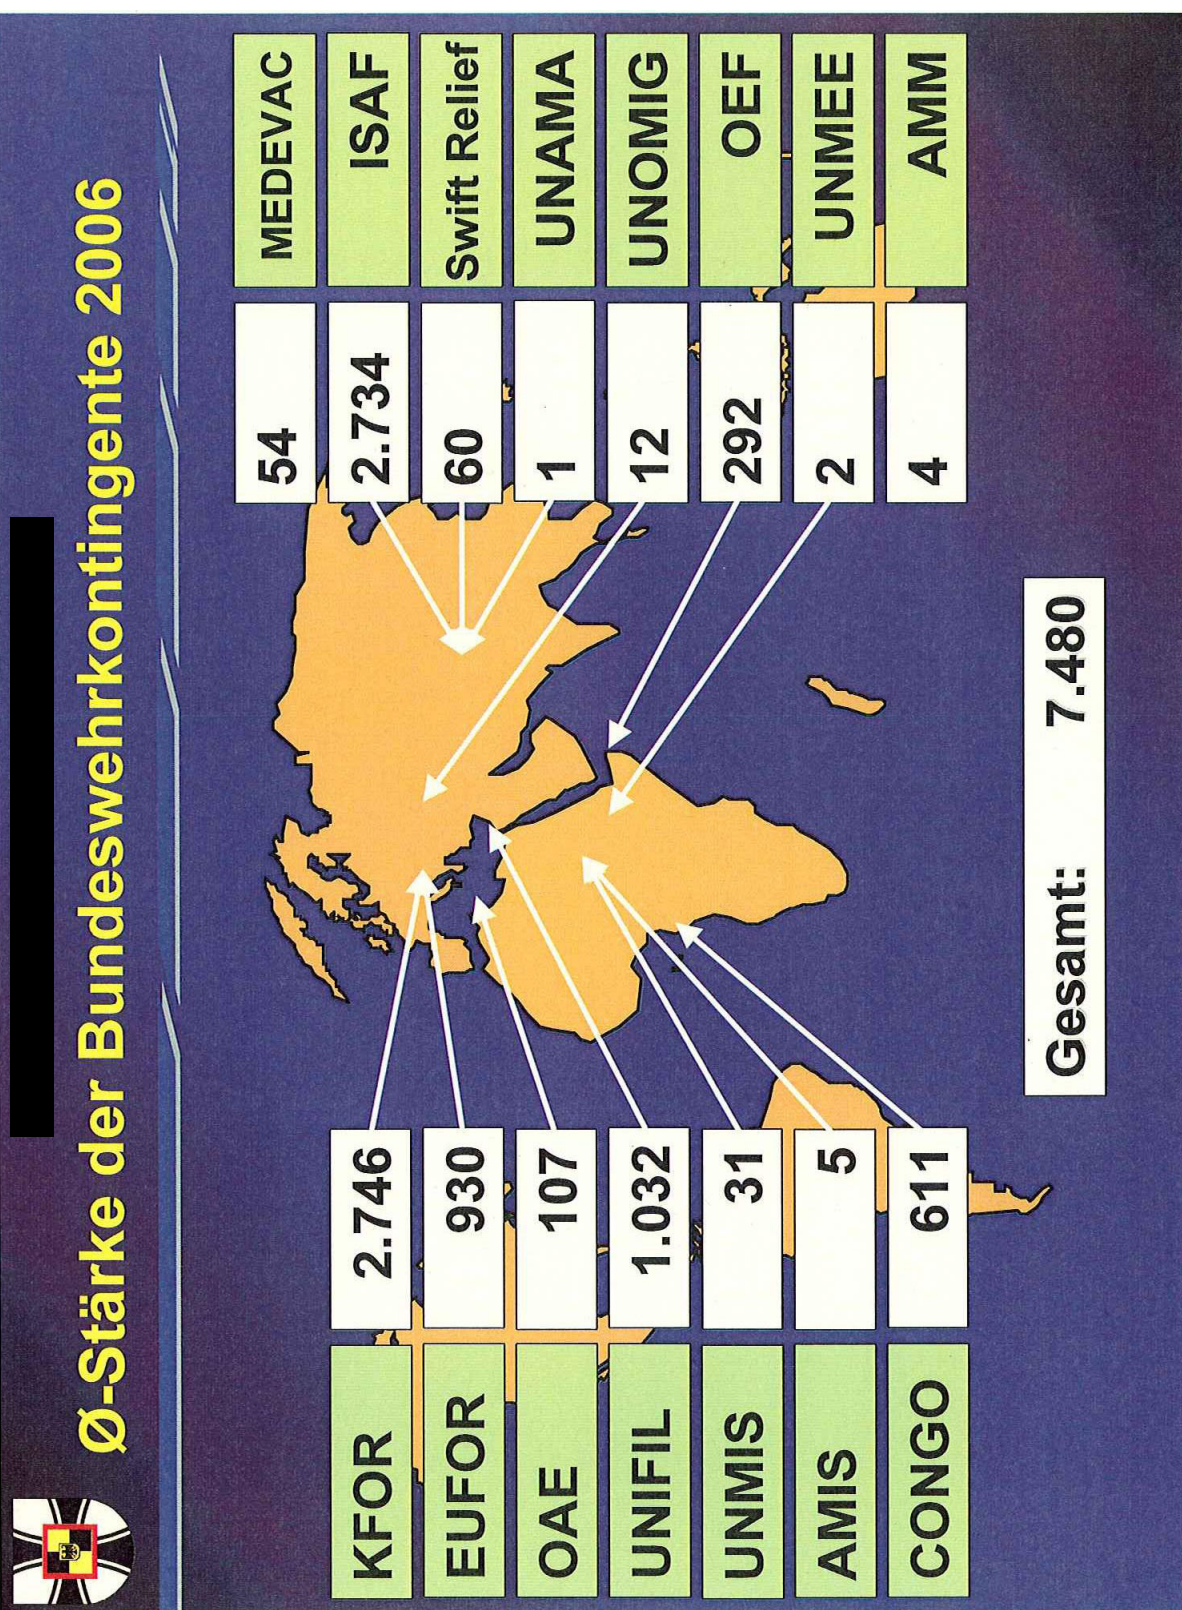 Ø-Stärke der Bundeswehrkontingente 2006
KFOR 2.746
EUFOR 930
OAE 107
UNIFIL 1.032
UNMIS 31
AMIS 5
CONGO 611
54 MEDEVAC
2.734 ISAF
60 Swift Relief
1 UNAMA
12 UNOMIG
292 OEF
2 UNMEE
4 AMM
Gesamt: 7.480